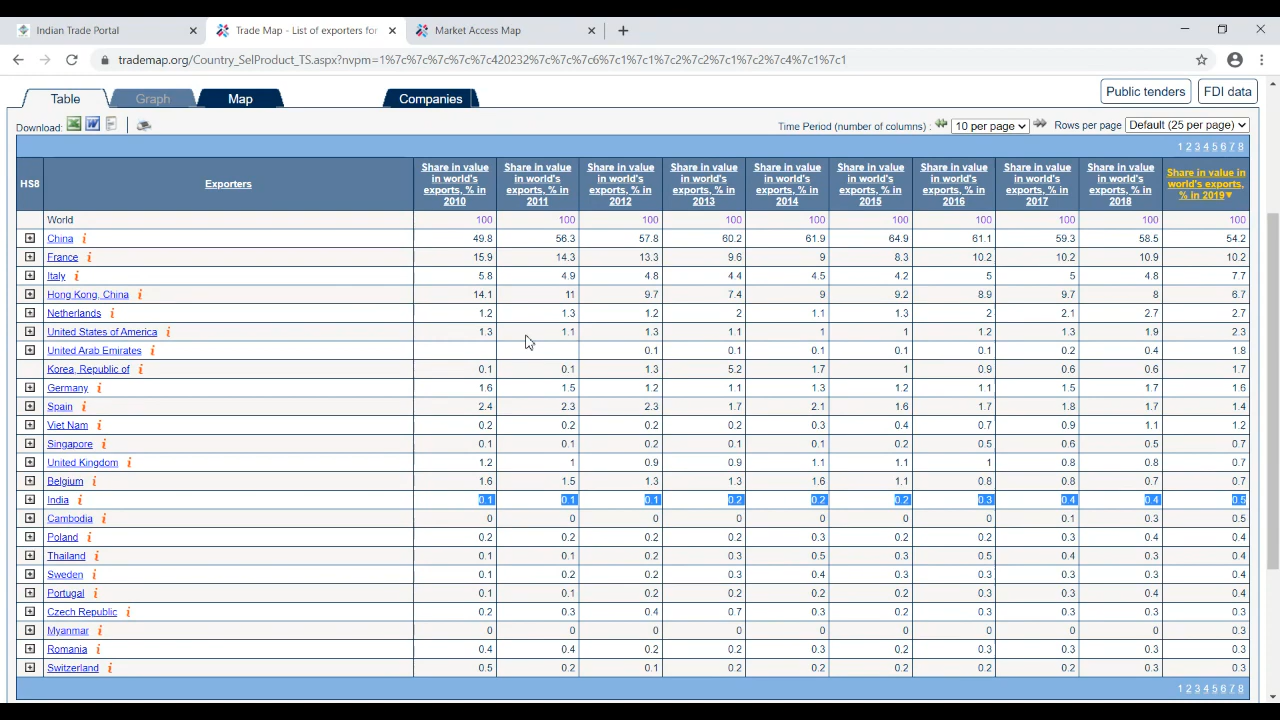 Indian Trade Portal
Trade Map - List of exporters for
Market Access Map
trademap.org/Country_SelProduct_TS.aspx?nvpm=1%7c%7c%7c%7c%7c420232%7c%7c%7c6%7c1%7c1%7c2%7c2%7c1%7c2%7c4%7c1%7c1
Table Graph Map Companies Public tenders FDI data
Download: Time Period (number of columns) : 10 per page Rows per page Default (25 per page)
1 2 3 4 5 6 7 8
HS8 Exporters Share in value in world's exports, % in 2010 Share in value in world's exports, % in 2011 Share in value in world's exports, % in 2012 Share in value in world's exports, % in 2013 Share in value in world's exports, % in 2014 Share in value in world's exports, % in 2015 Share in value in world's exports, % in 2016 Share in value in world's exports, % in 2017 Share in value in world's exports, % in 2018 Share in value in world's exports, % in 2019▼
World 100 100 100 100 100 100 100 100 100 100
China i 49.8 56.3 57.8 60.2 61.9 64.9 61.1 59.3 58.5 54.2
France i 15.9 14.3 13.3 9.6 9 8.3 10.2 10.2 10.9 10.2
Italy i 5.8 4.9 4.8 4.4 4.5 4.2 5 5 4.8 7.7
Hong Kong, China i 14.1 11 9.7 7.4 9 9.2 8.9 9.7 8 6.7
Netherlands i 1.2 1.3 1.2 2 1.1 1.3 2 2.1 2.7 2.7
United States of America i 1.3 1.1 1.3 1.1 1 1 1.2 1.3 1.9 2.3
United Arab Emirates i 0.1 0.1 0.1 0.1 0.1 0.2 0.4 1.8
Korea, Republic of i 0.1 0.1 1.3 5.2 1.7 1 0.9 0.6 0.6 1.7
Germany i 1.6 1.5 1.2 1.1 1.3 1.2 1.1 1.5 1.7 1.6
Spain i 2.4 2.3 2.3 1.7 2.1 1.6 1.7 1.8 1.7 1.4
Viet Nam i 0.2 0.2 0.2 0.2 0.3 0.4 0.7 0.9 1.1 1.2
Singapore i 0.1 0.1 0.2 0.1 0.1 0.2 0.5 0.6 0.5 0.7
United Kingdom i 1.2 1 0.9 0.9 1.1 1.1 1 0.8 0.8 0.7
Belgium i 1.6 1.5 1.3 1.3 1.6 1.1 0.8 0.8 0.7 0.7
India i 0.1 0.1 0.1 0.2 0.2 0.2 0.3 0.4 0.4 0.5
Cambodia i 0 0 0 0 0 0 0 0.1 0.3 0.5
Poland i 0.2 0.2 0.2 0.2 0.3 0.2 0.2 0.3 0.4 0.4
Thailand i 0.1 0.1 0.2 0.3 0.5 0.3 0.5 0.4 0.3 0.4
Sweden i 0.1 0.2 0.2 0.3 0.4 0.3 0.3 0.3 0.3 0.4
Portugal i 0.1 0.1 0.2 0.2 0.2 0.2 0.3 0.3 0.4 0.4
Czech Republic i 0.2 0.3 0.4 0.7 0.3 0.2 0.3 0.3 0.3 0.3
Myanmar i 0 0 0 0 0 0 0 0 0 0.3
Romania i 0.4 0.4 0.2 0.2 0.2 0.2 0.2 0.2 0.3 0.3
Switzerland i 0.5 0.2 0.1 0.2 0.2 0.2 0.2 0.2 0.3 0.3
1 2 3 4 5 6 7 8